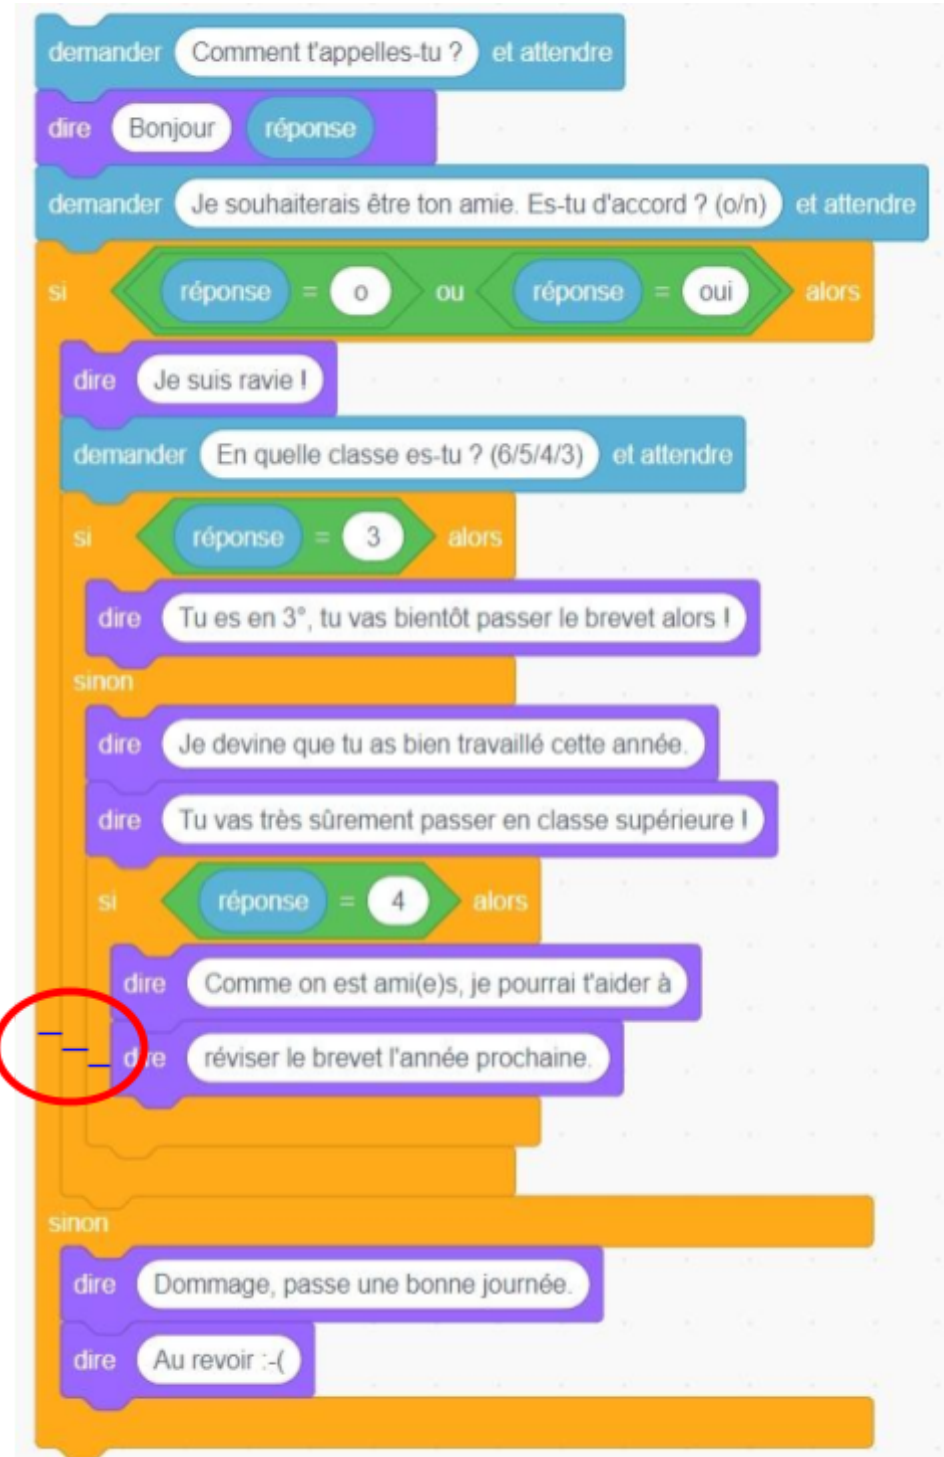 demander Comment t'appelles-tu ? et attendre
dire Bonjour réponse
demander Je souhaiterais être ton amie. Es-tu d'accord ? (o/n) et attendre
si réponse = o ou réponse = oui alors
dire Je suis ravie !
demander En quelle classe es-tu ? (6/5/4/3) et attendre
si réponse = 3 alors
dire Tu es en 3°, tu vas bientôt passer le brevet alors !
sinon
dire Je devine que tu as bien travaillé cette année.
dire Tu vas très sûrement passer en classe supérieure !
si réponse = 4 alors
dire Comme on est ami(e)s, je pourrai t'aider à
dire réviser le brevet l'année prochaine.
sinon
dire Dommage, passe une bonne journée.
dire Au revoir :-(